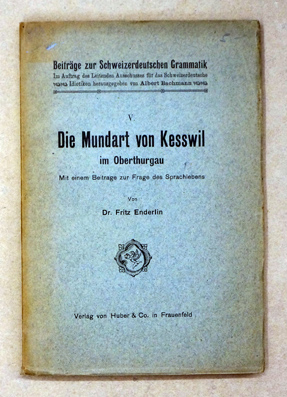 Beiträge zur Schweizerdeutschen Grammatik
Im Auftrag des Leitenden Ausschusses für das Schweizerdeutsche
Idiotikon herausgegeben von Albert Bachmann
V
Die Mundart von Kesswil
im Oberthurgau
Mit einem Beitrage zur Frage des Sprachlebens
Von
Dr. Fritz Enderlin
Verlag von Huber & Co. in Frauenfeld